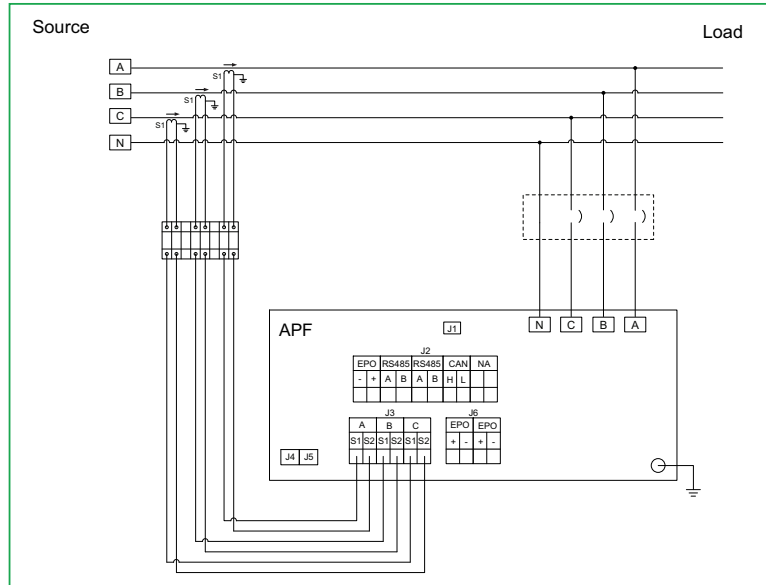 Source
Load
A
S1
B
S1
C
S1
N
APF
J1
N C B A
J2
EPO RS485 RS485 CAN NA
- + A B A B H L
J3
J6
A B C
EPO EPO
S1 S2 S1 S2 S1 S2
+ - + -
J4 J5